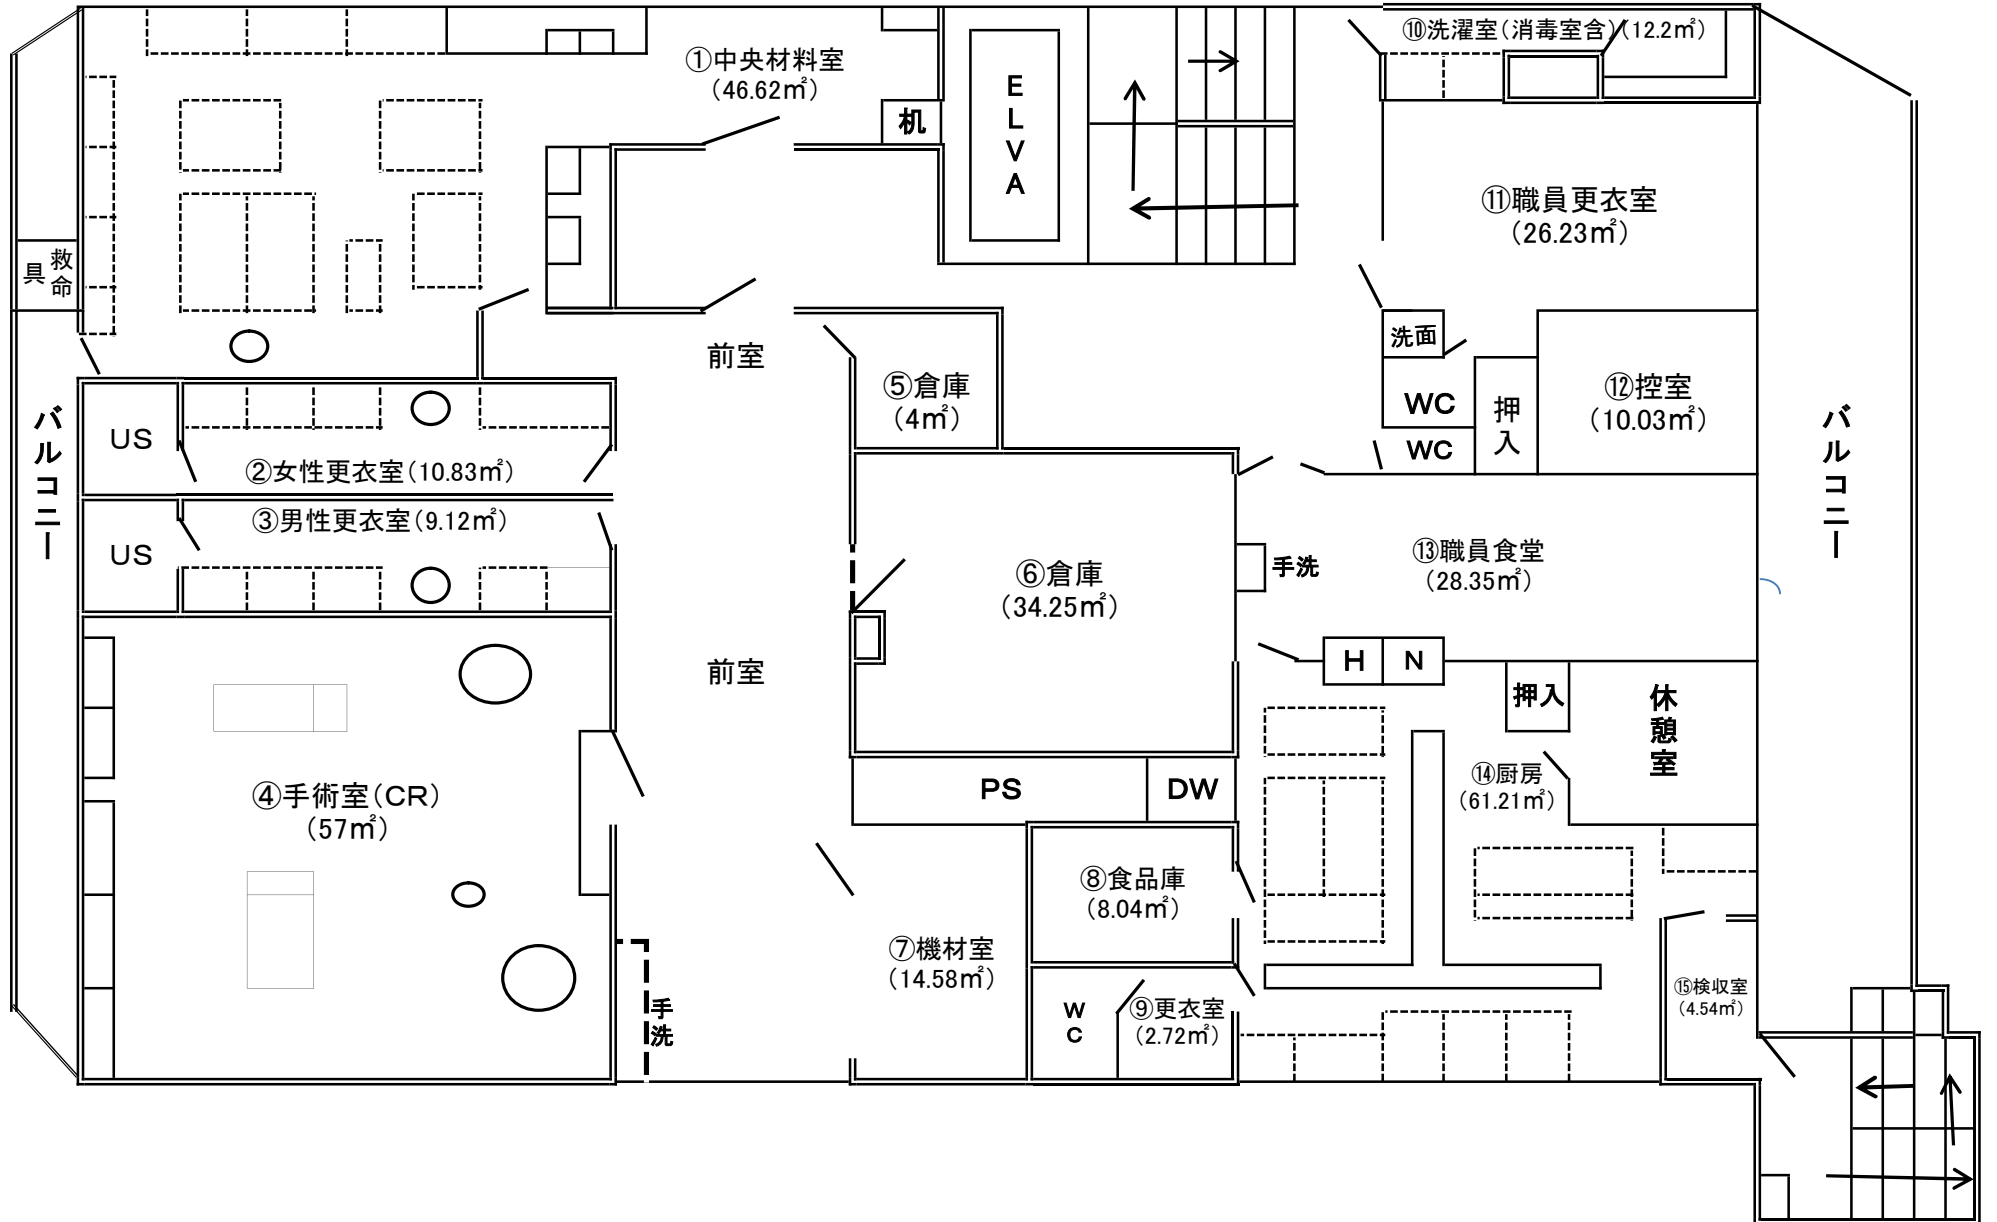 ①中央材料室
（46.62㎡）
机
ELVA
⑩洗濯室（消毒室含）（12.2㎡）
⑪職員更衣室
（26.23㎡）
救命
具
バルコニー
前室
⑤倉庫
（4㎡）
洗面
WC
WC
押入
⑫控室
（10.03㎡）
バルコニー
US
②女性更衣室（10.83㎡）
US
③男性更衣室（9.12㎡）
⑥倉庫
（34.25㎡）
手洗
⑬職員食堂
（28.35㎡）
前室
H
N
押入
休憩室
④手術室（CR）
（57㎡）
PS
DW
⑭厨房
（61.21㎡）
⑧食品庫
（8.04㎡）
⑦機材室
（14.58㎡）
手洗
WC
⑨更衣室
（2.72㎡）
⑮検収室
（4.54㎡）